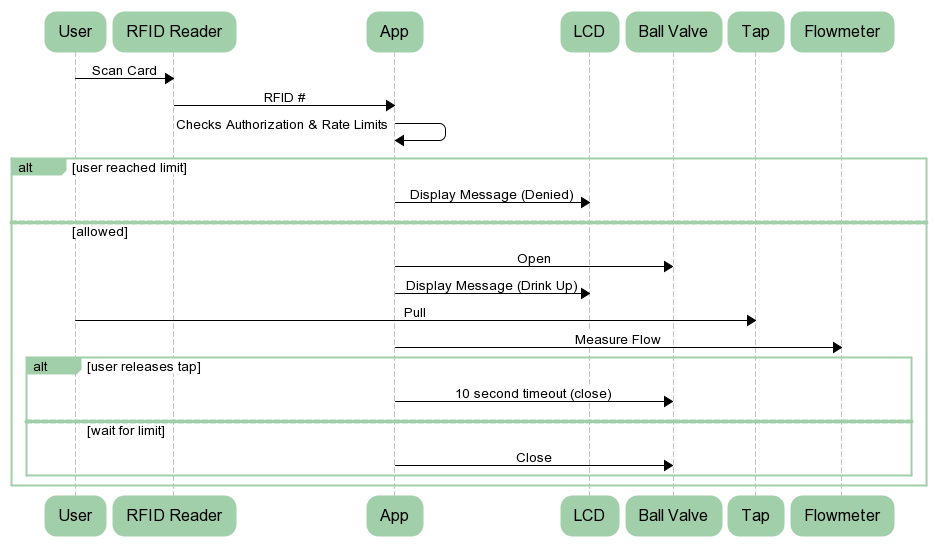 User
RFID Reader
App
LCD
Ball Valve
Tap
Flowmeter
Scan Card
RFID #
Checks Authorization & Rate Limits
alt
[user reached limit]
Display Message (Denied)
[allowed]
Open
Display Message (Drink Up)
Pull
Measure Flow
alt
[user releases tap]
10 second timeout (close)
[wait for limit]
Close
User
RFID Reader
App
LCD
Ball Valve
Tap
Flowmeter